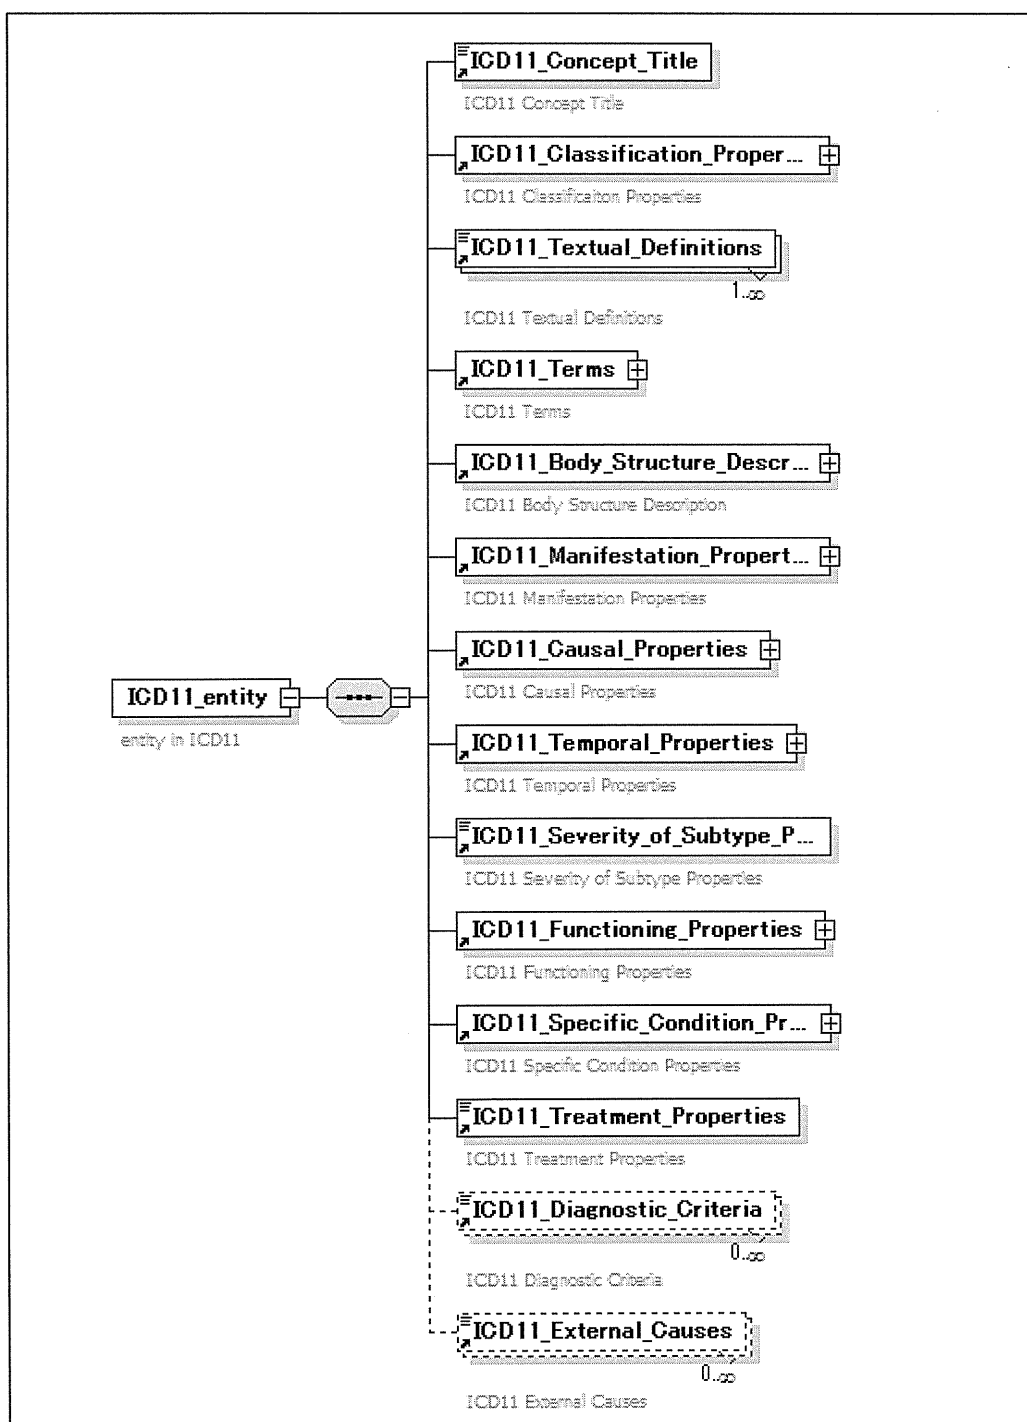 ICD11_Concept_Title
ICD11 Concept Title
ICD11_Classification_Proper...
ICD11 Classificaiton Properties
ICD11_Textual_Definitions
1..∞
ICD11 Textual Definitions
ICD11_Terms
ICD11 Terms
ICD11_Body_Structure_Descr...
ICD11 Body Structure Description
ICD11_Manifestation_Propert...
ICD11 Manifestation Properties
ICD11_Causal_Properties
ICD11 Causal Properties
ICD11_entity
entity in ICD11
ICD11_Temporal_Properties
ICD11 Temporal Properties
ICD11_Severity_of_Subtype_P...
ICD11 Severity of Subtype Properties
ICD11_Functioning_Properties
ICD11 Functioning Properties
ICD11_Specific_Condition_Pr...
ICD11 Specific Condition Properties
ICD11_Treatment_Properties
ICD11 Treatment Properties
ICD11_Diagnostic_Criteria
0..∞
ICD11 Diagnostic Criteria
ICD11_External_Causes
0..∞
ICD11 External Causes